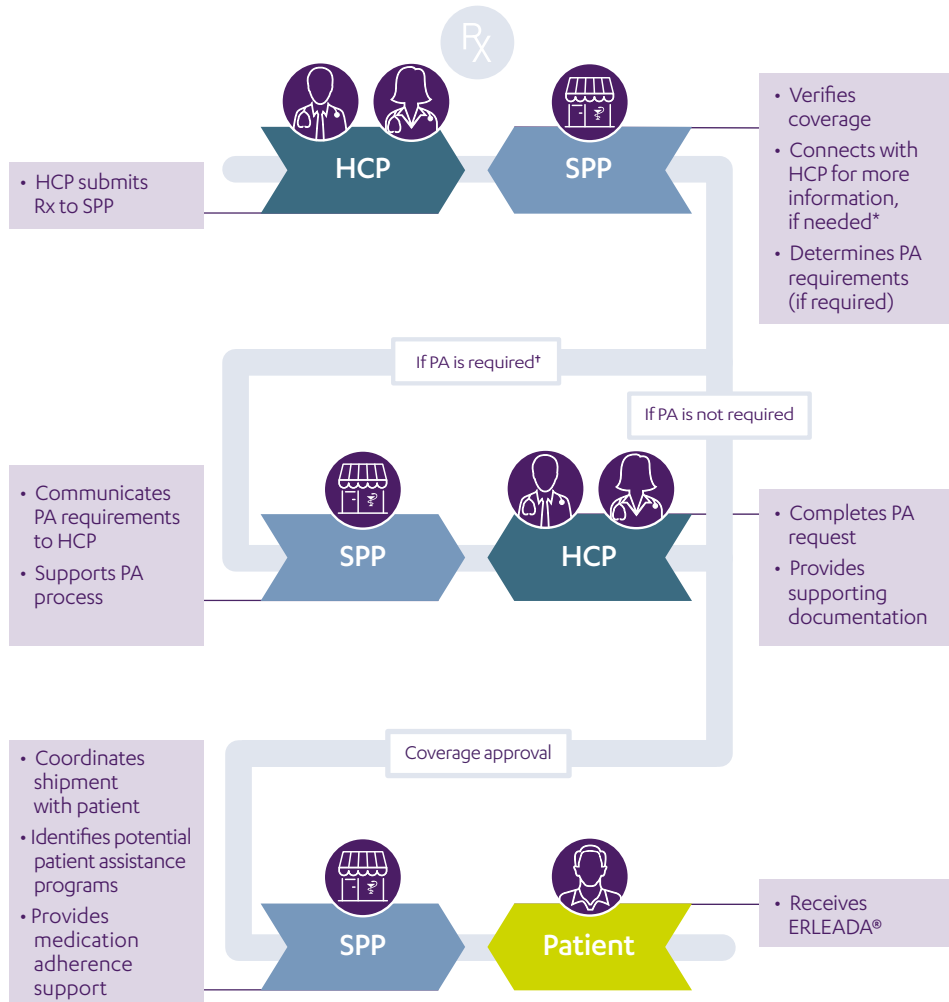 Rx
HCP
SPP
• HCP submits
Rx to SPP
• Verifies
coverage
• Connects with
HCP for more
information,
if needed*
• Determines PA
requirements
(if required)
If PA is required†
If PA is not required
• Communicates
PA requirements
to HCP
• Supports PA
process
SPP
HCP
• Completes PA
request
• Provides
supporting
documentation
Coverage approval
• Coordinates
shipment
with patient
• Identifies potential
patient assistance
programs
• Provides
medication
adherence
support
SPP
Patient
• Receives
ERLEADA®